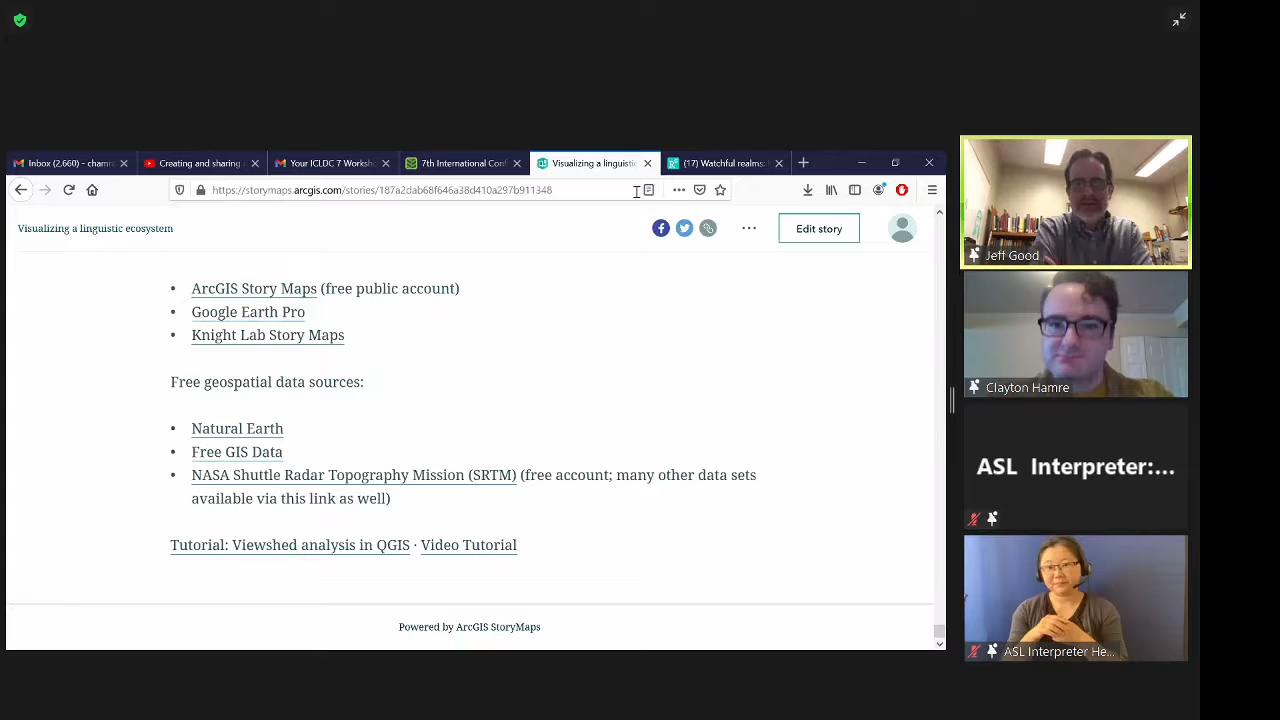 Inbox (2,660) - chamr
Creating and sharing
Your ICLDC 7 Worksho
7th International Conf
Visualizing a linguistic
(17) Watchful realms:
https://storymaps.arcgis.com/stories/187a2dab68f646a38d410a297b911348
Visualizing a linguistic ecosystem
Edit story
• ArcGIS Story Maps (free public account)
• Google Earth Pro
• Knight Lab Story Maps
Free geospatial data sources:
• Natural Earth
• Free GIS Data
• NASA Shuttle Radar Topography Mission (SRTM) (free account; many other data sets
available via this link as well)
Tutorial: Viewshed analysis in QGIS · Video Tutorial
Powered by ArcGIS StoryMaps
Jeff Good
Clayton Hamre
ASL Interpreter:...
ASL Interpreter He...